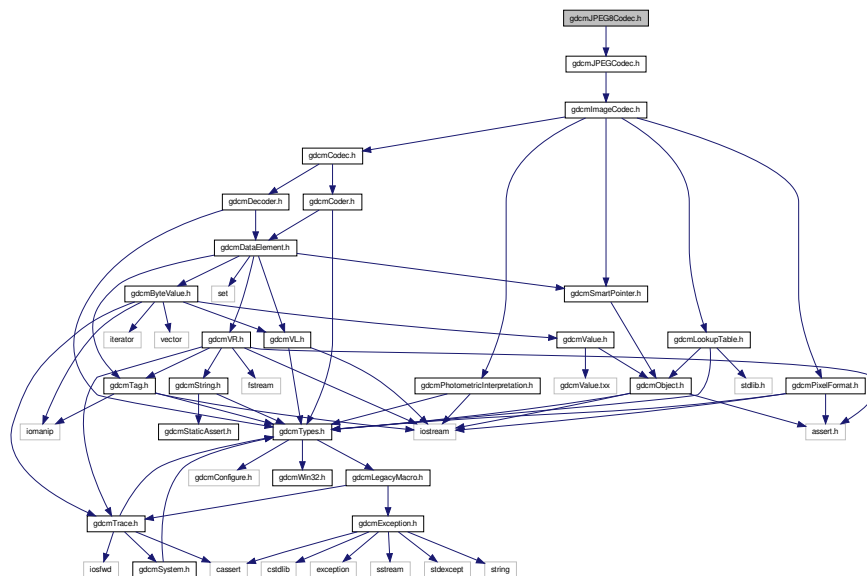 gdcmJPEG8Codec.h
gdcmJPEGCodec.h
gdcmImageCodec.h
gdcmCodec.h
gdcmDecoder.h
gdcmCoder.h
gdcmDataElement.h
gdcmByteValue.h
set
gdcmSmartPointer.h
iterator
vector
gdcmVR.h
gdcmVL.h
gdcmValue.h
gdcmLookupTable.h
gdcmTag.h
gdcmString.h
fstream
gdcmPhotometricInterpretation.h
gdcmValue.txx
gdcmObject.h
stdlib.h
gdcmPixelFormat.h
iomanip
gdcmStaticAssert.h
gdcmTypes.h
iostream
assert.h
gdcmConfigure.h
gdcmWin32.h
gdcmLegacyMacro.h
gdcmTrace.h
gdcmException.h
iosfwd
gdcmSystem.h
cassert
cstdlib
exception
sstream
stdexcept
string